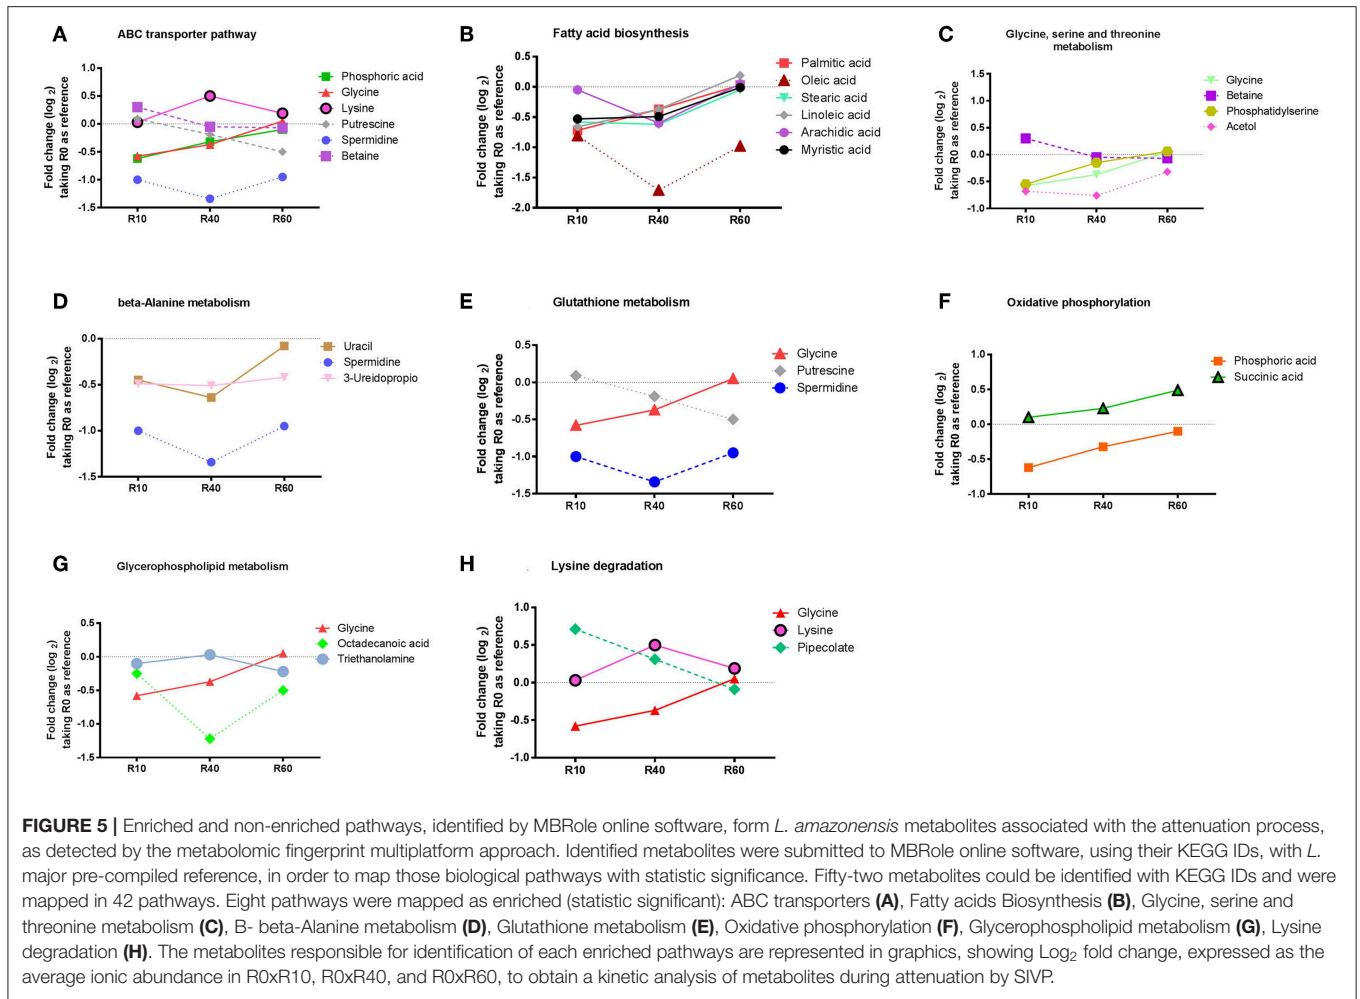 A
ABC transporter pathway
Fold change (log 2)
taking R0 as reference
1.0
0.5
0.0
-0.5
-1.0
-1.5
R10
R40
R60
Phosphoric acid
Glycine
Lysine
Putrescine
Spermidine
Betaine
B
Fatty acid biosynthesis
Fold change (log 2)
taking R0 as reference
0.5
0.0
-0.5
-1.0
-1.5
-2.0
R10
R40
R60
Palmitic acid
Oleic acid
Stearic acid
Linoleic acid
Arachidic acid
Myristic acid
C
Glycine, serine and threonine
metabolism
Fold change (log 2)
taking R0 as reference
1.5
1.0
0.5
0.0
-0.5
-1.0
R10
R40
R60
Glycine
Betaine
Phosphatidylserine
Acetol
D
beta-Alanine metabolism
Fold change (log 2)
taking R0 as reference
0.0
-0.5
-1.0
-1.5
R10
R40
R60
Uracil
Spermidine
3-Ureidopropio
E
Glutathione metabolism
Fold change (log 2)
taking R0 as reference
0.5
0.0
-0.5
-1.0
-1.5
R10
R40
R60
Glycine
Putrescine
Spermidine
F
Oxidative phosphorylation
Fold change (log 2)
taking R0 as reference
1.0
0.5
0.0
-0.5
-1.0
R10
R40
R60
Phosphoric acid
Succinic acid
G
Glycerophospholipid metabolism
Fold change (log 2)
taking R0 as reference
0.5
0.0
-0.5
-1.0
-1.5
R10
R40
R60
Glycine
Octadecanoic acid
Triethanolamine
H
Lysine degradation
Fold change (log 2)
taking R0 as reference
1.0
0.5
0.0
-0.5
-1.0
R10
R40
R60
Glycine
Lysine
Pipecolate
FIGURE 5 | Enriched and non-enriched pathways, identified by MBRole online software, form L. amazonensis metabolites associated with the attenuation process,
as detected by the metabolomic fingerprint multiplatform approach. Identified metabolites were submitted to MBRole online software, using their KEGG IDs, with L.
major pre-compiled reference, in order to map those biological pathways with statistic significance. Fifty-two metabolites could be identified with KEGG IDs and were
mapped in 42 pathways. Eight pathways were mapped as enriched (statistic significant): ABC transporters (A), Fatty acids Biosynthesis (B), Glycine, serine and
threonine metabolism (C), B- beta-Alanine metabolism (D), Glutathione metabolism (E), Oxidative phosphorylation (F), Glycerophospholipid metabolism (G), Lysine
degradation (H). The metabolites responsible for identification of each enriched pathways are represented in graphics, showing Log2 fold change, expressed as the
average ionic abundance in R0xR10, R0xR40, and R0xR60, to obtain a kinetic analysis of metabolites during attenuation by SIVP.